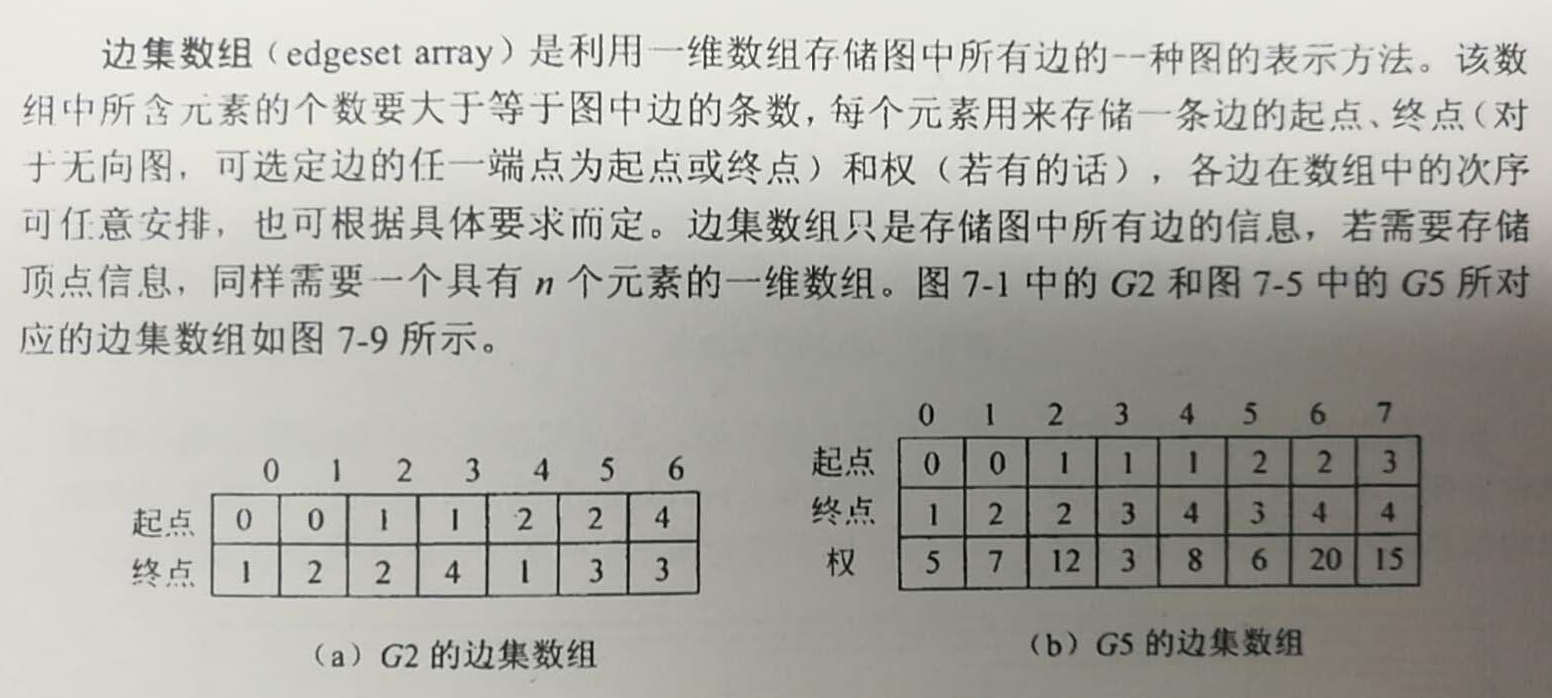 边集数组（edgeset array）是利用一维数组存储图中所有边的一种图的表示方法。该数
组中所含元素的个数要大于等于图中边的条数，每个元素用来存储一条边的起点、终点（对
于无向图，可选定边的任一端点为起点或终点）和权（若有的话），各边在数组中的次序
可任意安排，也可根据具体要求而定。边集数组只是存储图中所有边的信息，若需要存储
顶点信息，同样需要一个具有 n 个元素的一维数组。图 7-1 中的 G2 和图 7-5 中的 G5 所对
应的边集数组如图 7-9 所示。
0 1 2 3 4 5 6
起点 0 0 1 1 2 2 4
终点 1 2 2 4 1 3 3
（a）G2 的边集数组
0 1 2 3 4 5 6 7
起点 0 0 1 1 1 2 2 3
终点 1 2 2 3 4 3 4 4
权 5 7 12 3 8 6 20 15
（b）G5 的边集数组